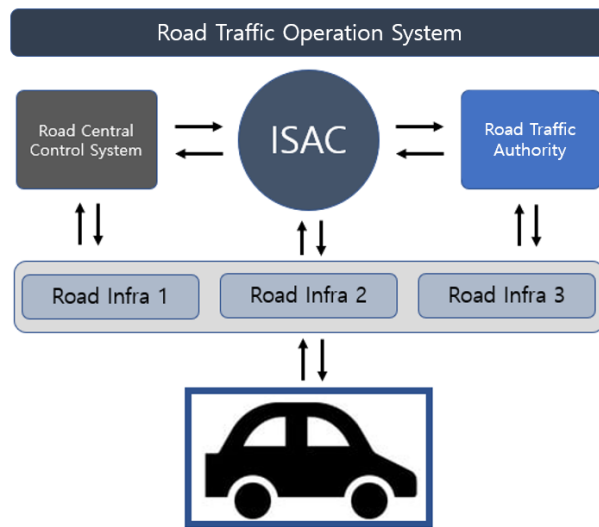 Road Traffic Operation System
Road Central
Control System
ISAC
Road Traffic
Authority
Road Infra 1
Road Infra 2
Road Infra 3